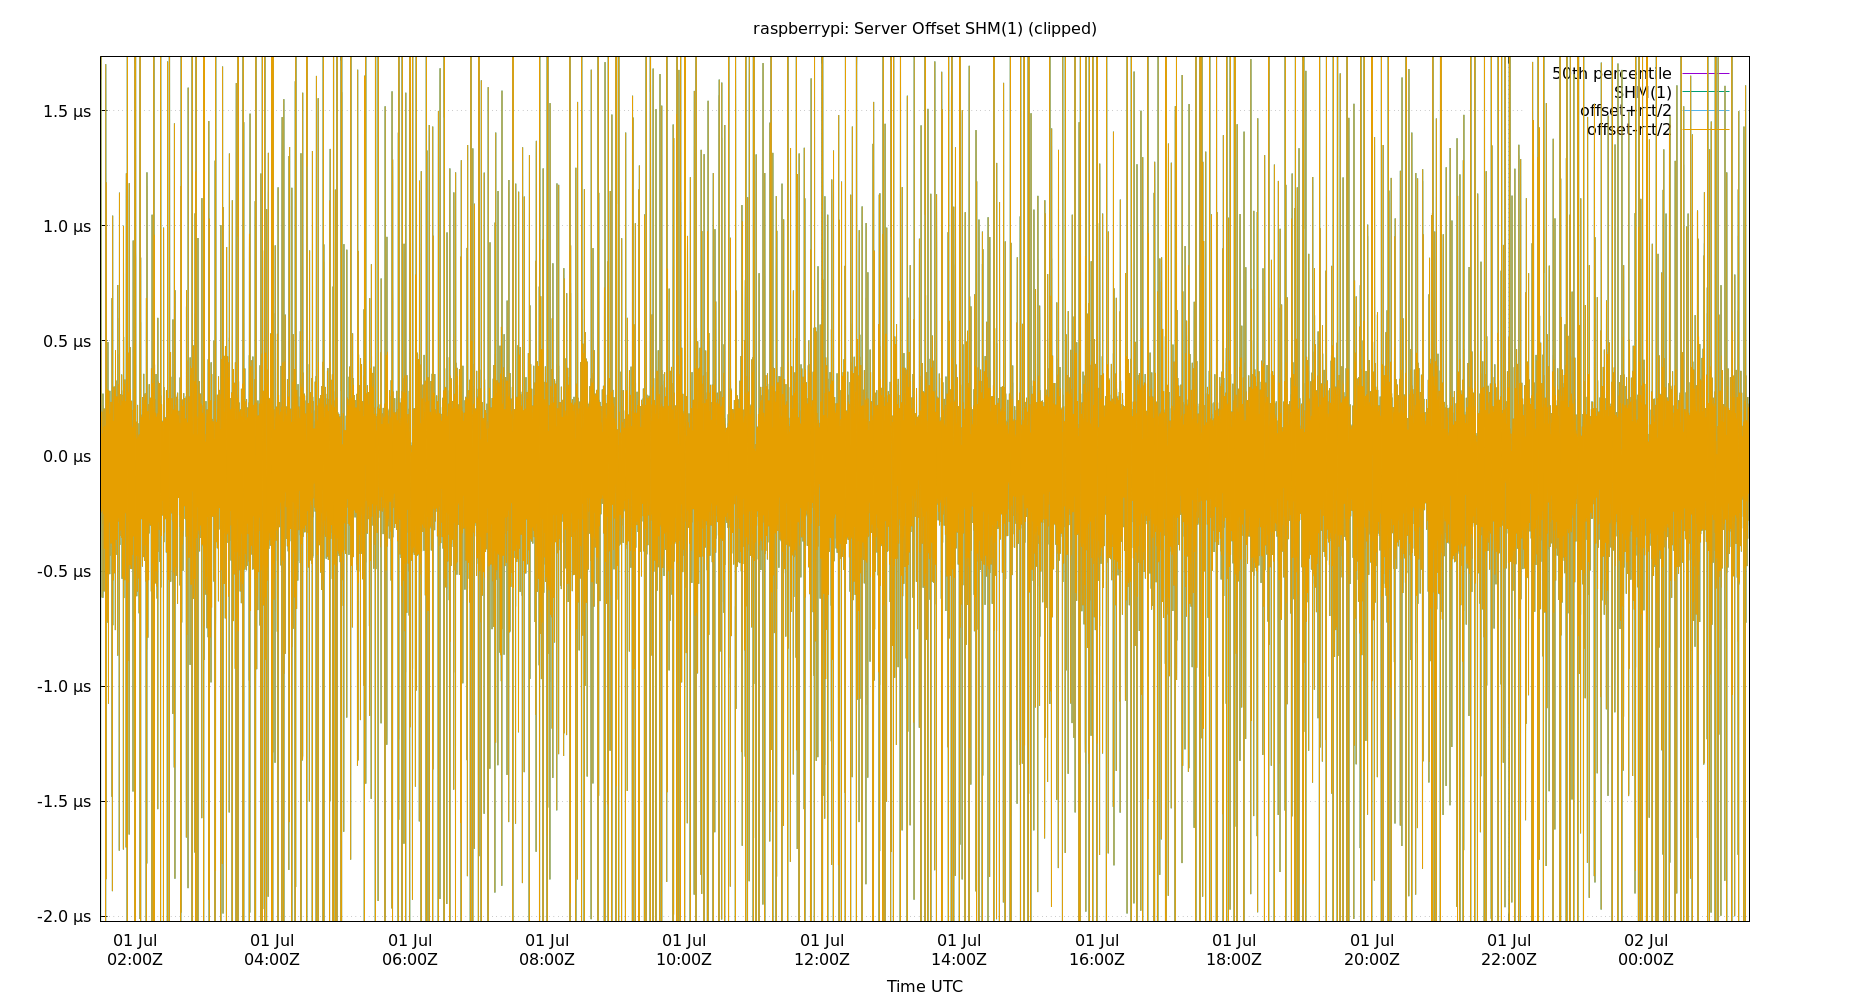 raspberrypi: Server Offset SHM(1) (clipped)
50th percentile
SHM(1)
offset+rtt/2
offset-rtt/2
1.5 µs
1.0 µs
0.5 µs
0.0 µs
-0.5 µs
-1.0 µs
-1.5 µs
-2.0 µs
01 Jul 01 Jul 01 Jul 01 Jul 01 Jul 01 Jul 01 Jul 01 Jul 01 Jul 01 Jul 01 Jul 02 Jul
02:00Z 04:00Z 06:00Z 08:00Z 10:00Z 12:00Z 14:00Z 16:00Z 18:00Z 20:00Z 22:00Z 00:00Z
Time UTC